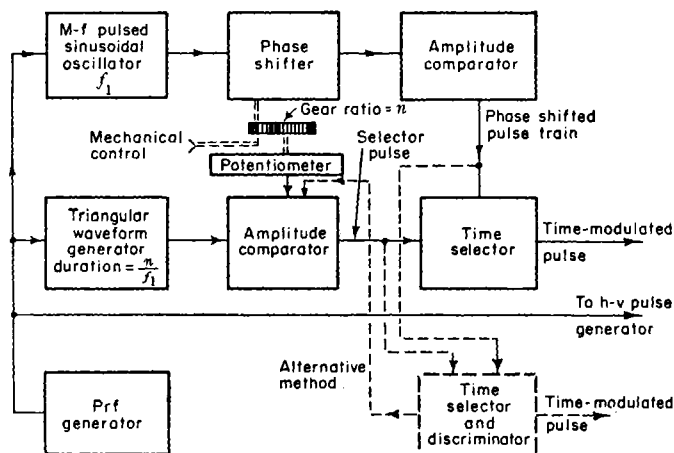 M-f pulsed
sinusoidal
oscillator
f₁
Phase
shifter
Amplitude
comparator
Gear ratio = n
Mechanical
control
Selector
pulse
Phase shifted
pulse train
Potentiometer
Triangular
waveform
generator
duration = n/f₁
Amplitude
comparator
Time
selector
Time-modulated
pulse
To h-v pulse
generator
Alternative
method
Prf
generator
Time
selector
and
discriminator
Time-modulated
pulse